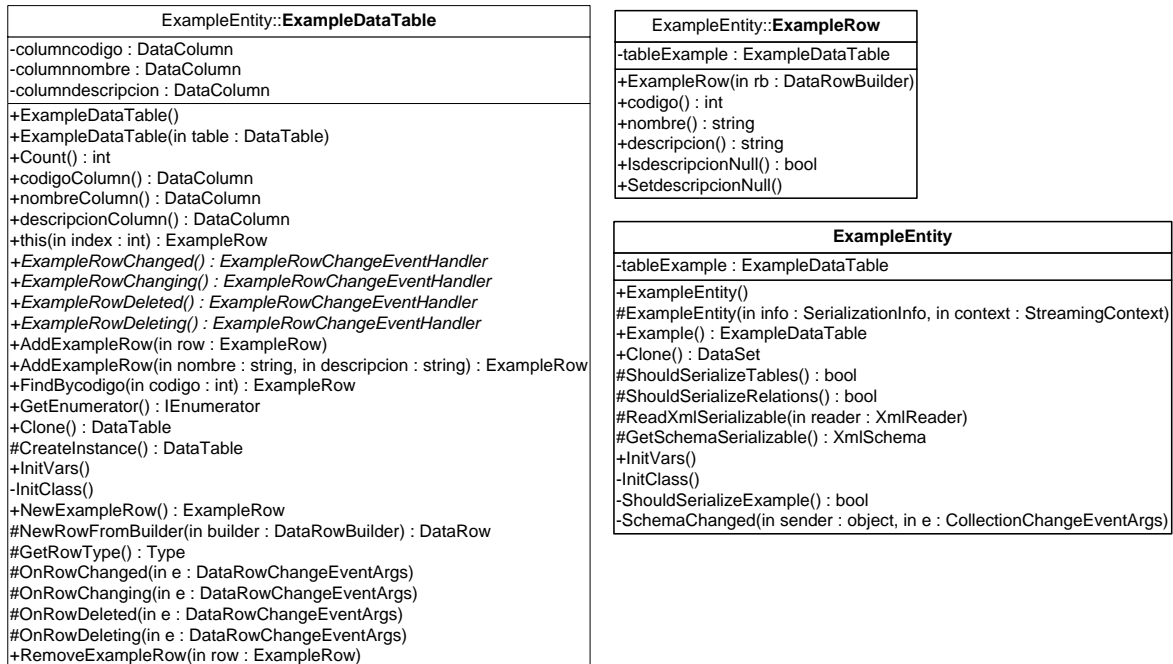 ExampleEntity::ExampleDataTable
-columncodigo : DataColumn
-columnnombre : DataColumn
-columndescripcion : DataColumn
+ExampleDataTable()
+ExampleDataTable(in table : DataTable)
+Count() : int
+codigoColumn() : DataColumn
+nombreColumn() : DataColumn
+descripcionColumn() : DataColumn
+this(in index : int) : ExampleRow
+ExampleRowChanged() : ExampleRowChangeEventHandler
+ExampleRowChanging() : ExampleRowChangeEventHandler
+ExampleRowDeleted() : ExampleRowChangeEventHandler
+ExampleRowDeleting() : ExampleRowChangeEventHandler
+AddExampleRow(in row : ExampleRow)
+AddExampleRow(in nombre : string, in descripcion : string) : ExampleRow
+FindBycodigo(in codigo : int) : ExampleRow
+GetEnumerator() : IEnumerator
+Clone() : DataTable
#CreateInstance() : DataTable
+InitVars()
-InitClass()
+NewExampleRow() : ExampleRow
#NewRowFromBuilder(in builder : DataRowBuilder) : DataRow
#GetRowType() : Type
#OnRowChanged(in e : DataRowChangeEventArgs)
#OnRowChanging(in e : DataRowChangeEventArgs)
#OnRowDeleted(in e : DataRowChangeEventArgs)
#OnRowDeleting(in e : DataRowChangeEventArgs)
+RemoveExampleRow(in row : ExampleRow)
ExampleEntity::ExampleRow
-tableExample : ExampleDataTable
+ExampleRow(in rb : DataRowBuilder)
+codigo() : int
+nombre() : string
+descripcion() : string
+IsdescripcionNull() : bool
+SetdescripcionNull()
ExampleEntity
-tableExample : ExampleDataTable
+ExampleEntity()
#ExampleEntity(in info : SerializationInfo, in context : StreamingContext)
+Example() : ExampleDataTable
+Clone() : DataSet
#ShouldSerializeTables() : bool
#ShouldSerializeRelations() : bool
#ReadXmlSerializable(in reader : XmlReader)
#GetSchemaSerializable() : XmlSchema
+InitVars()
-InitClass()
-ShouldSerializeExample() : bool
-SchemaChanged(in sender : object, in e : CollectionChangeEventArgs)